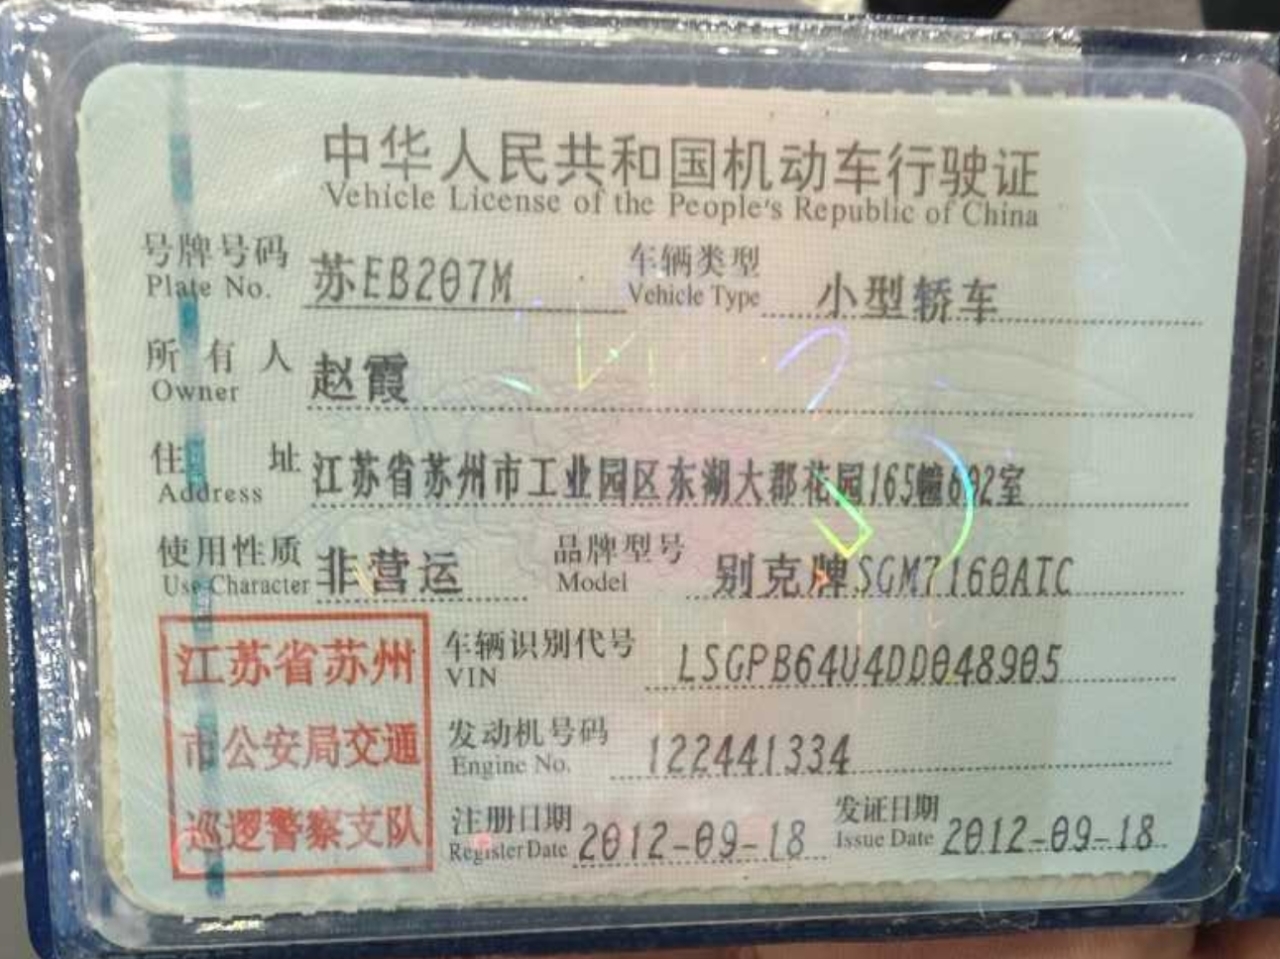 中华人民共和国机动车行驶证
Vehicle License of the People's Republic of China
号牌号码 苏EB207M 车辆类型 小型轿车
Plate No. Vehicle Type
所有人 赵霞
Owner
住址 江苏省苏州市工业园区东湖大郡花园165幢602室
Address
使用性质 非营运 品牌型号 别克牌SGM7160ATC
Use Character Model
江苏省苏州
市公安局交通
巡逻警察支队
车辆识别代号 LSGPB64U4DD048905
VIN
发动机号码 122441334
Engine No.
注册日期 2012-09-18 发证日期 2012-09-18
Register Date Issue Date